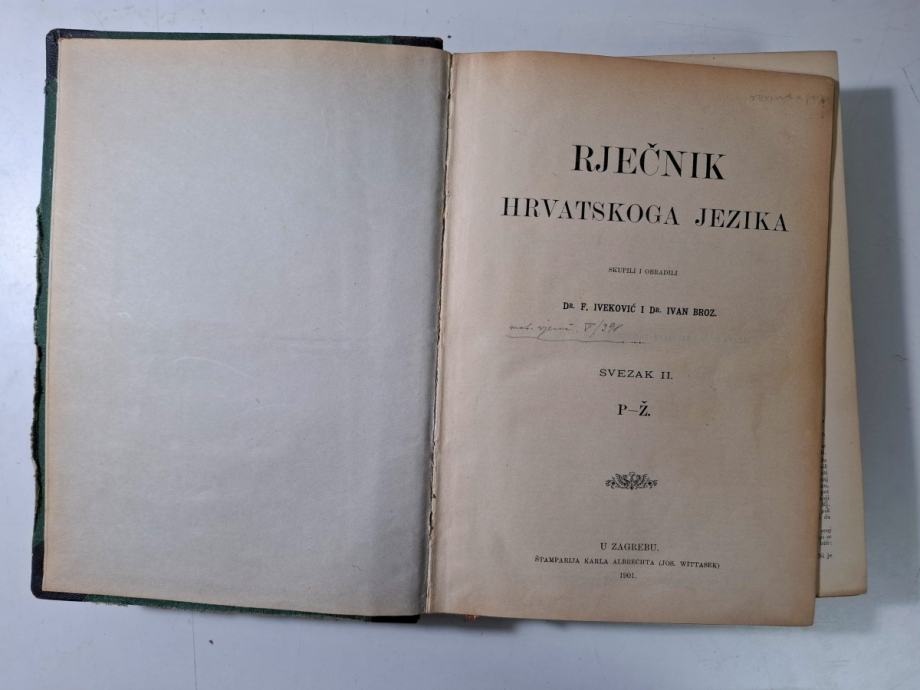 RJEČNIK
HRVATSKOGA JEZIKA
SKUPILI I OBRADILI
DR. F. IVEKOVIĆ I DR. IVAN BROZ.
V/398
SVEZAK II.
P—Ž.
U ZAGREBU.
ŠTAMPARIJA KARLA ALBRECHTA (JOS. WITTASEK)
1901.